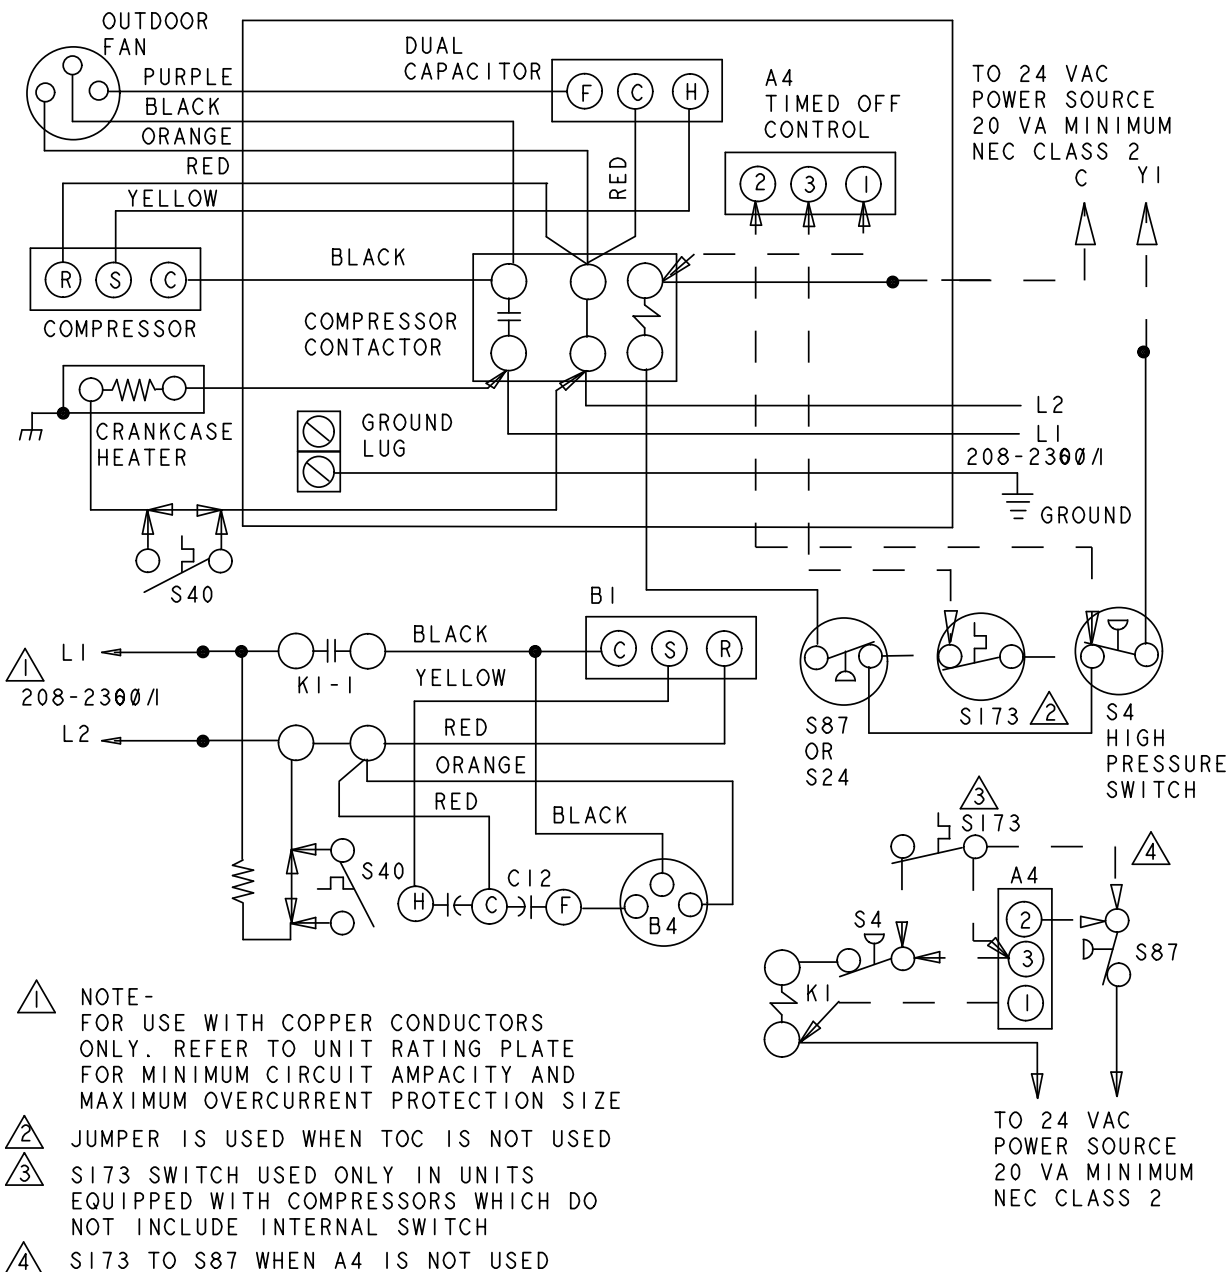 OUTDOOR
FAN
PURPLE
BLACK
ORANGE
RED
YELLOW
DUAL
CAPACITOR
F
C
H
RED
A4
TIMED OFF
CONTROL
2
3
1
TO 24 VAC
POWER SOURCE
20 VA MINIMUM
NEC CLASS 2
C
Y1
R
S
C
COMPRESSOR
BLACK
COMPRESSOR
CONTACTOR
CRANKCASE
HEATER
GROUND
LUG
L2
L1
208-230Ø/1
GROUND
S40
L1
1
208-230Ø/1
L2
K1-1
BLACK
YELLOW
RED
ORANGE
RED
BLACK
B1
C
S
R
S40
H
C
C12
F
B4
S87
OR
S24
S173
2
S4
HIGH
PRESSURE
SWITCH
3
S173
4
A4
2
3
1
S4
S87
K1
TO 24 VAC
POWER SOURCE
20 VA MINIMUM
NEC CLASS 2
1 NOTE-
FOR USE WITH COPPER CONDUCTORS
ONLY. REFER TO UNIT RATING PLATE
FOR MINIMUM CIRCUIT AMPACITY AND
MAXIMUM OVERCURRENT PROTECTION SIZE
2 JUMPER IS USED WHEN TOC IS NOT USED
3 S173 SWITCH USED ONLY IN UNITS
EQUIPPED WITH COMPRESSORS WHICH DO
NOT INCLUDE INTERNAL SWITCH
4 S173 TO S87 WHEN A4 IS NOT USED